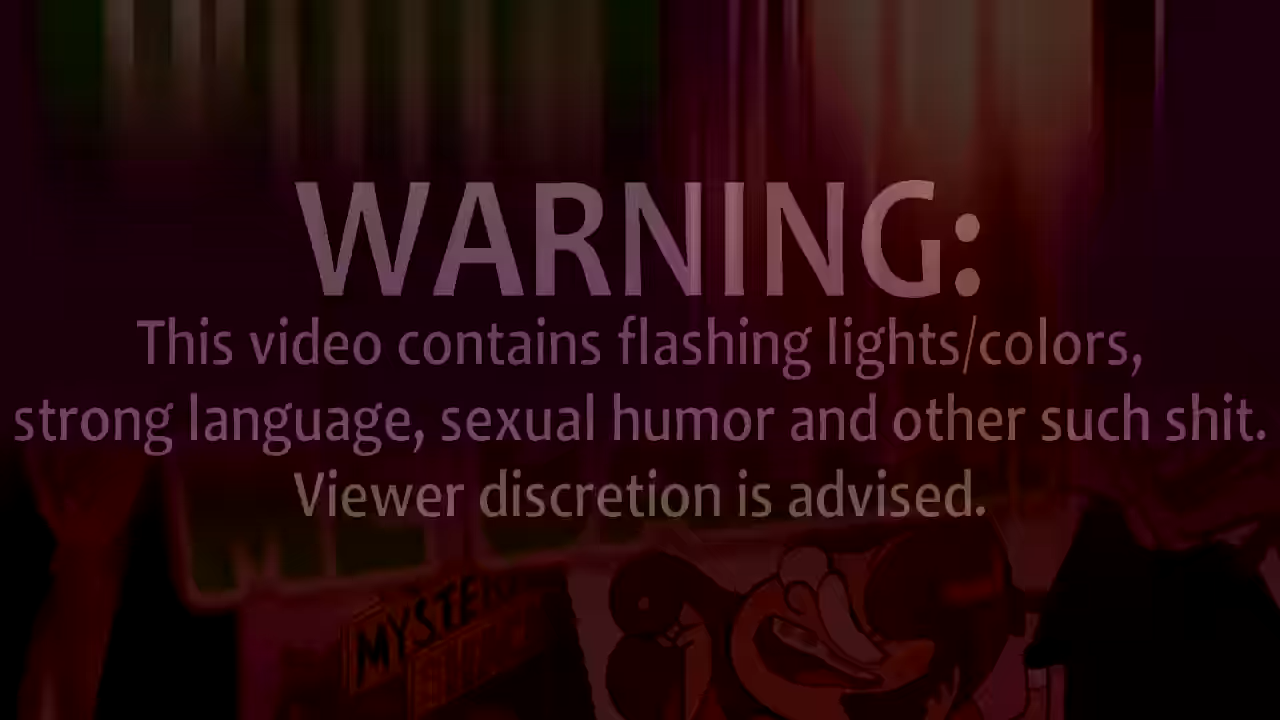 WARNING:
This video contains flashing lights/colors,
strong language, sexual humor and other such shit.
Viewer discretion is advised.